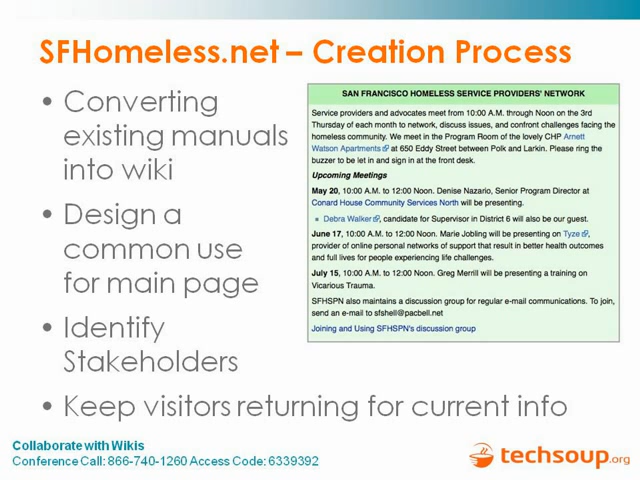 SFHomeless.net – Creation Process
• Converting
existing manuals
into wiki
• Design a
common use
for main page
• Identify
Stakeholders
• Keep visitors returning for current info
SAN FRANCISCO HOMELESS SERVICE PROVIDERS' NETWORK
Service providers and advocates meet from 10:00 A.M. through Noon on the 3rd
Thursday of each month to network, discuss issues, and confront challenges facing the
homeless community. We meet in the Program Room of the lovely CHP Arnett
Watson Apartments at 650 Eddy Street between Polk and Larkin. Please ring the
buzzer to be let in and sign in at the front desk.
Upcoming Meetings
May 20, 10:00 A.M. to 12:00 Noon. Denise Nazario, Senior Program Director at
Conard House Community Services North will be presenting.
Debra Walker, candidate for Supervisor in District 6 will also be our guest.
June 17, 10:00 A.M. to 12:00 Noon. Marie Jobling will be presenting on Tyze,
provider of online personal networks of support that result in better health outcomes
and full lives for people experiencing life challenges.
July 15, 10:00 A.M. to 12:00 Noon. Greg Merrill will be presenting a training on
Vicarious Trauma.
SFHSPN also maintains a discussion group for regular e-mail communications. To join,
send an e-mail to sfshell@pacbell.net
Joining and Using SFHSPN's discussion group
Collaborate with Wikis
Conference Call: 866-740-1260 Access Code: 6339392
techsoup.org